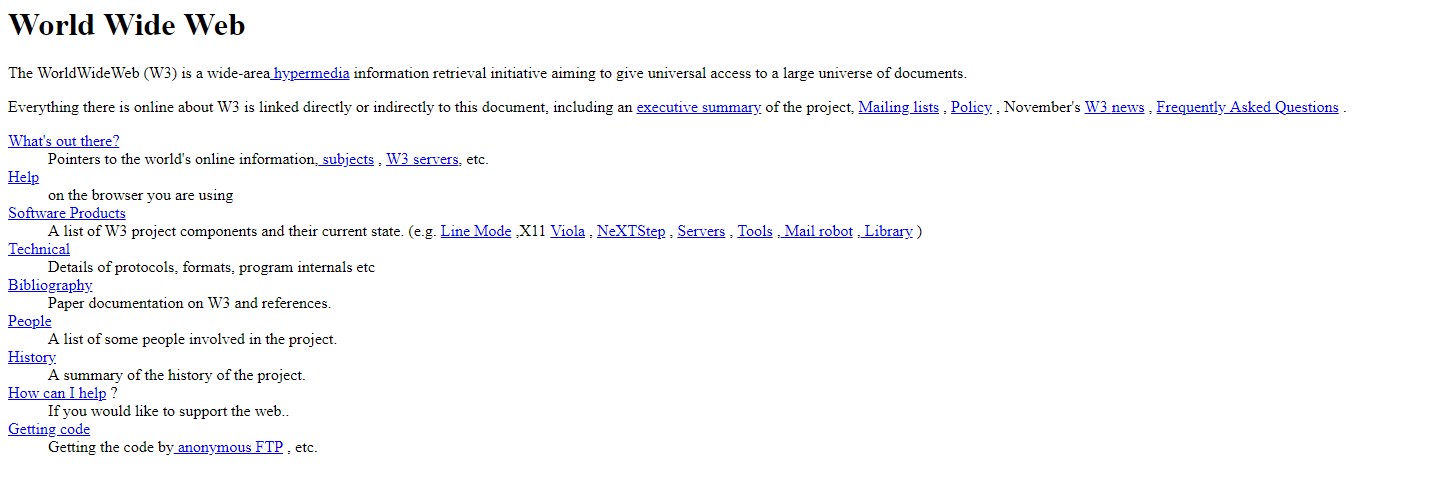 World Wide Web
The WorldWideWeb (W3) is a wide-area hypermedia information retrieval initiative aiming to give universal access to a large universe of documents.
Everything there is online about W3 is linked directly or indirectly to this document, including an executive summary of the project, Mailing lists , Policy , November's W3 news , Frequently Asked Questions .
What's out there?
Pointers to the world's online information, subjects , W3 servers, etc.
Help
on the browser you are using
Software Products
A list of W3 project components and their current state. (e.g. Line Mode ,X11 Viola , NeXTStep , Servers , Tools , Mail robot , Library )
Technical
Details of protocols, formats, program internals etc
Bibliography
Paper documentation on W3 and references.
People
A list of some people involved in the project.
History
A summary of the history of the project.
How can I help ?
If you would like to support the web..
Getting code
Getting the code by anonymous FTP , etc.